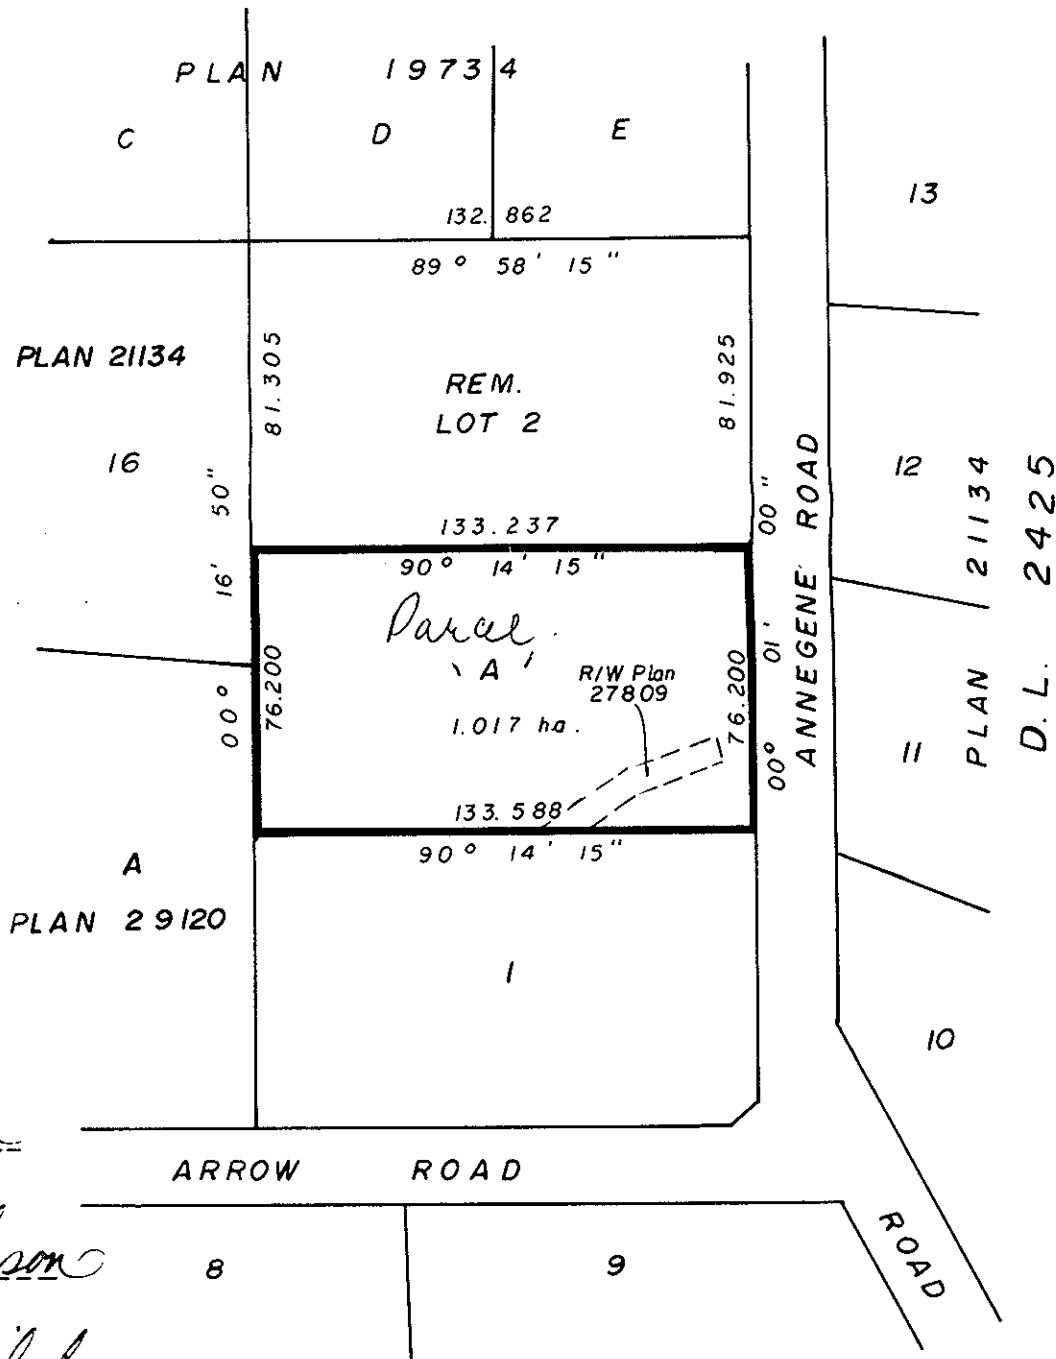 PLAN 19734
C
D
E
13
132.862
89° 58' 15"
PLAN 21134
81.305
REM.
LOT 2
81.925
16
12
00° 16' 50"
133.237
90° 14' 15"
00° 01' 00"
ANNEGENE ROAD
PLAN 21134
D.L. 2425
Parcel
'A'
76.200
R/W Plan
27809
76.200
1.017 ha.
11
133.588
90° 14' 15"
A
PLAN 29120
1
10
ARROW ROAD
ROAD
son
8
9